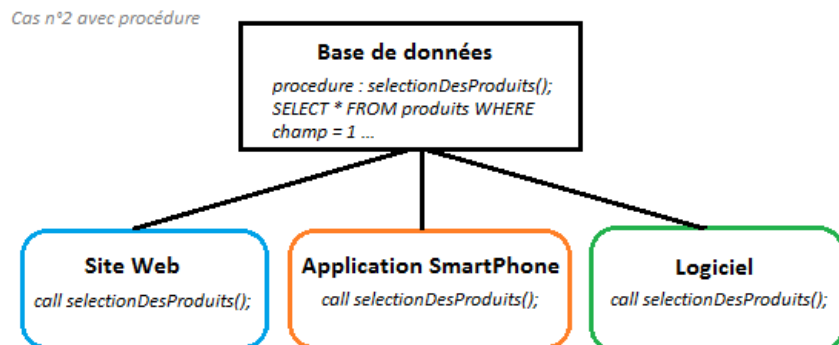 Cas n°2 avec procédure
Base de données
procedure : selectionDesProduits();
SELECT * FROM produits WHERE
champ = 1 ...
Site Web
call selectionDesProduits();
Application SmartPhone
call selectionDesProduits();
Logiciel
call selectionDesProduits();